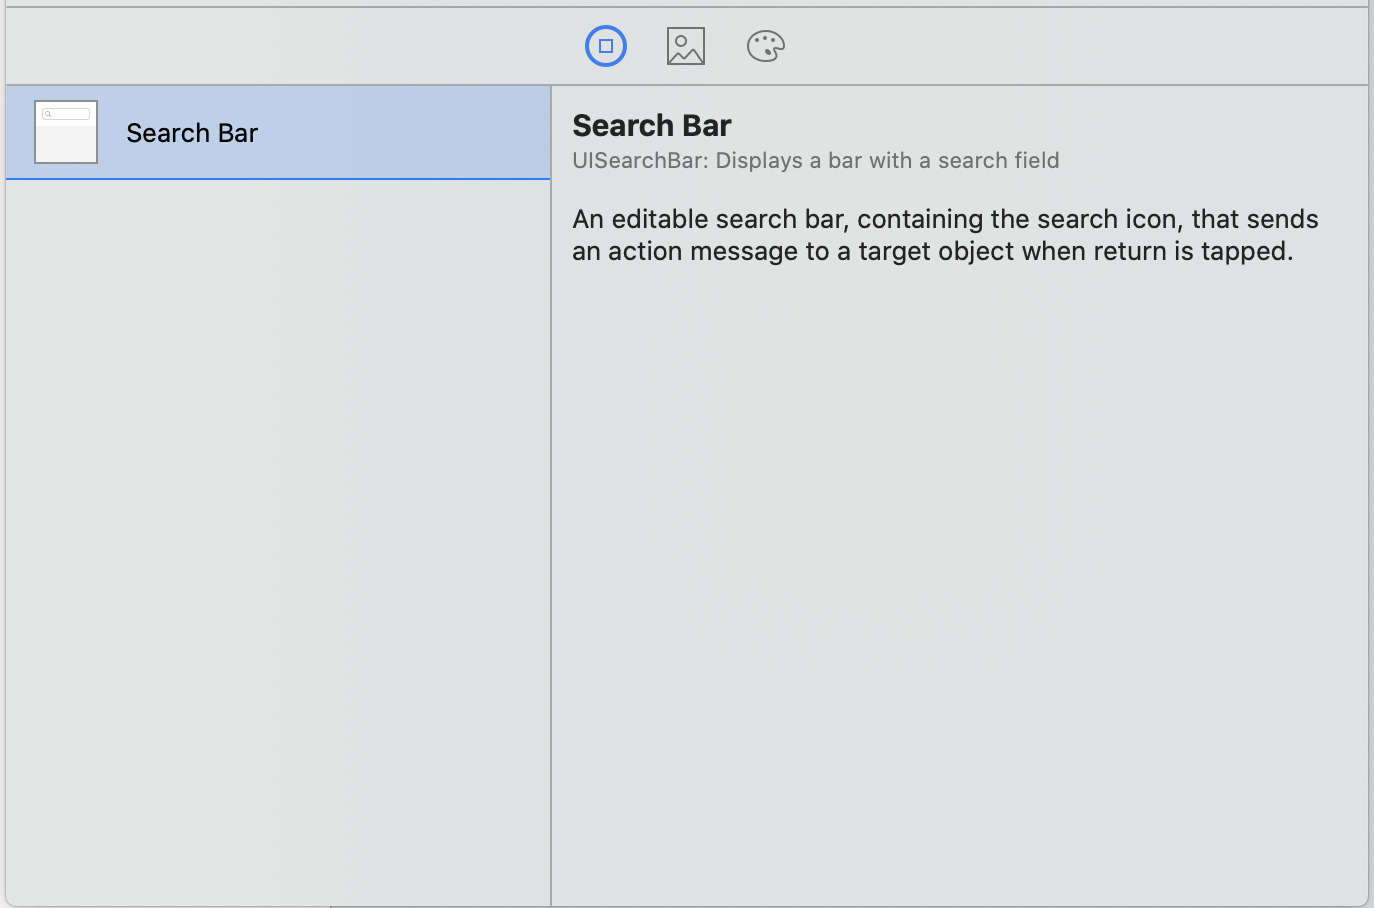 Search Bar
Search Bar
UISearchBar: Displays a bar with a search field
An editable search bar, containing the search icon, that sends
an action message to a target object when return is tapped.